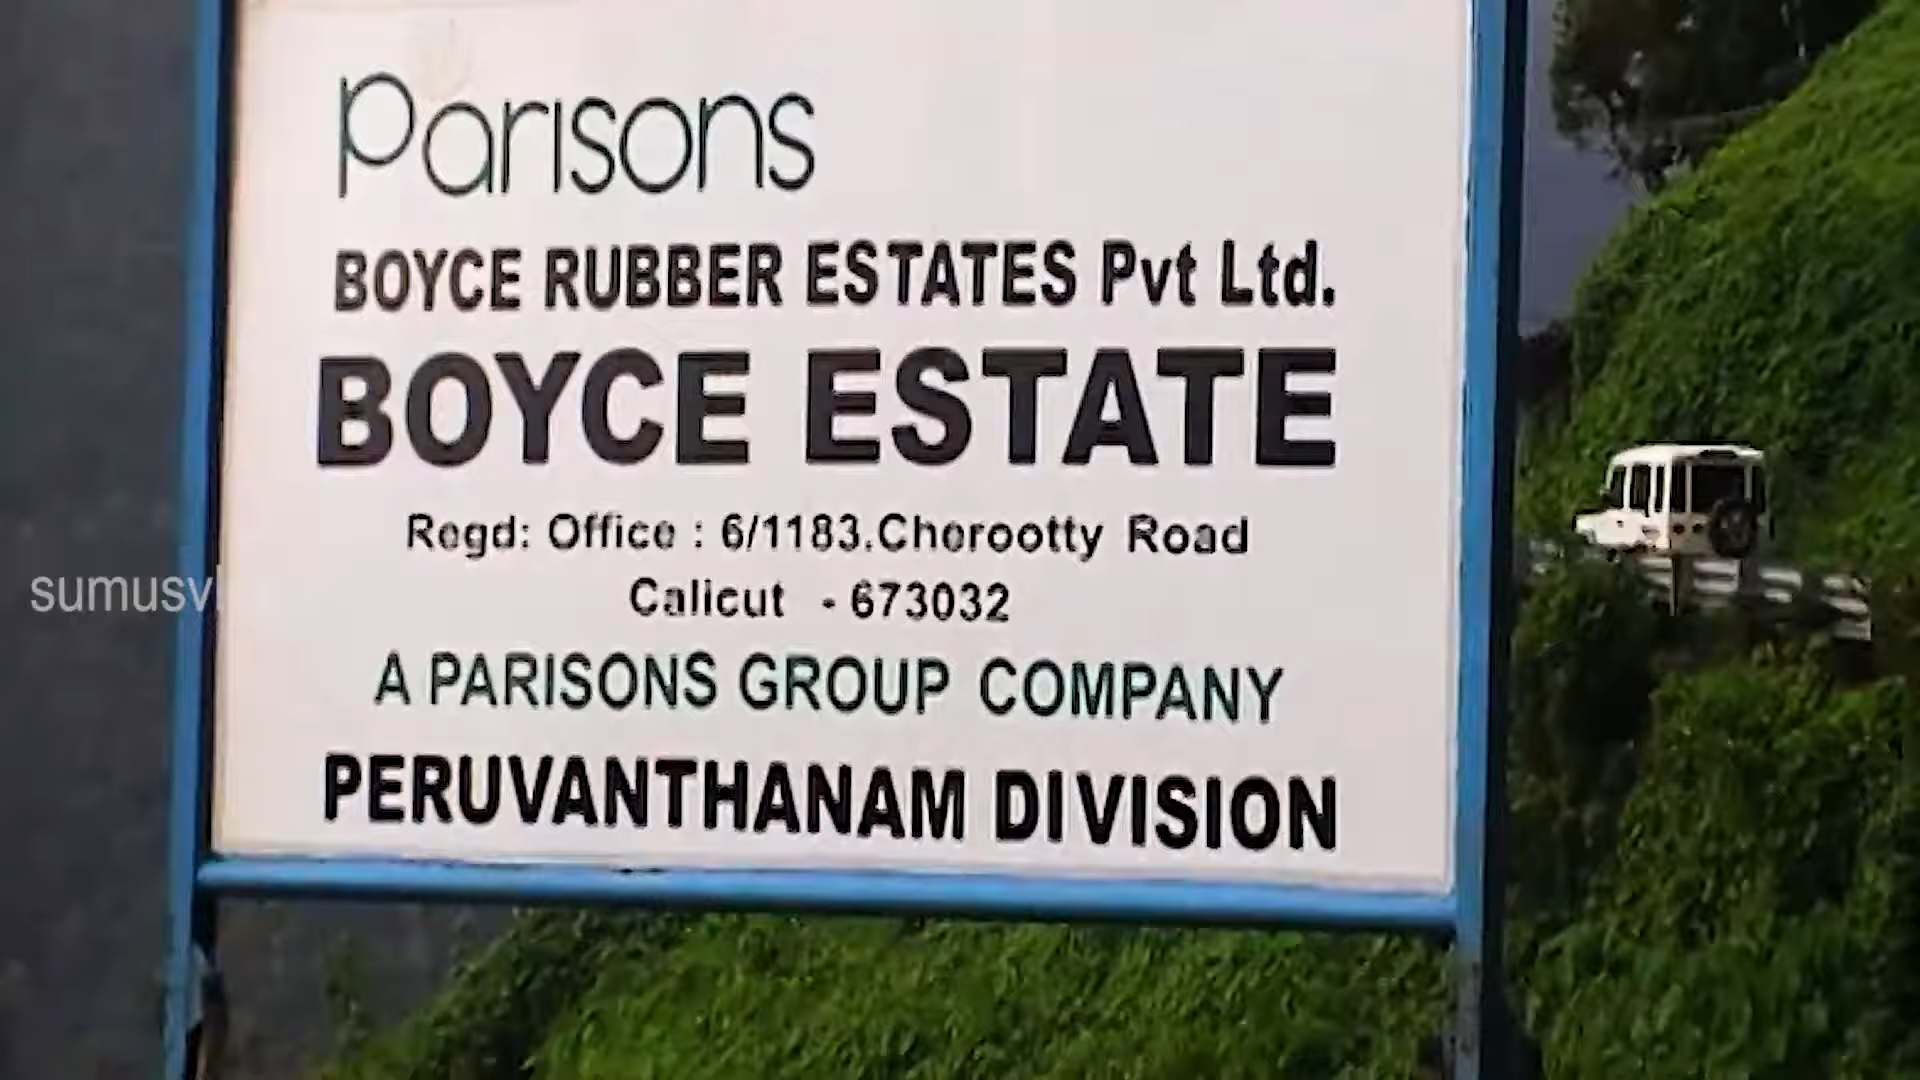 Parisons
BOYCE RUBBER ESTATES Pvt Ltd.
BOYCE ESTATE
Regd: Office : 6/1183.Cherootty Road
Calicut - 673032
A PARISONS GROUP COMPANY
PERUVANTHANAM DIVISION